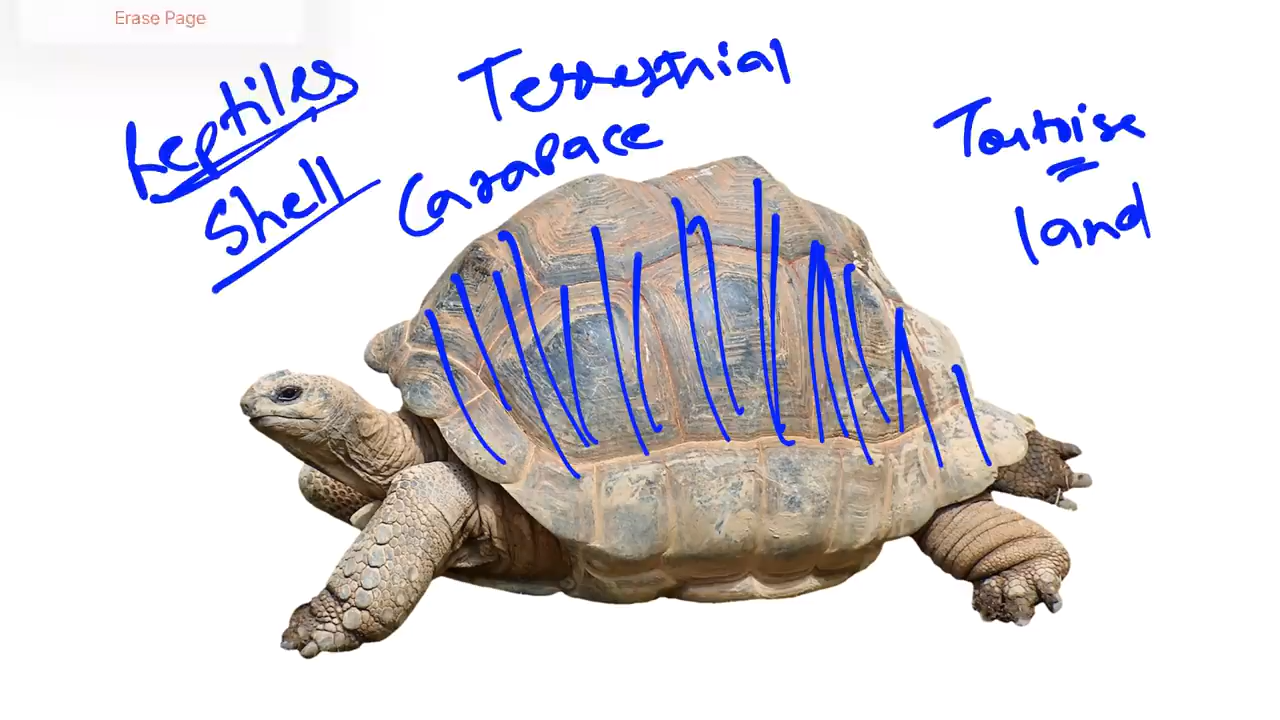 Erase Page
Reptiles
Terrestrial
Tortoise
Carapace
Shell
land